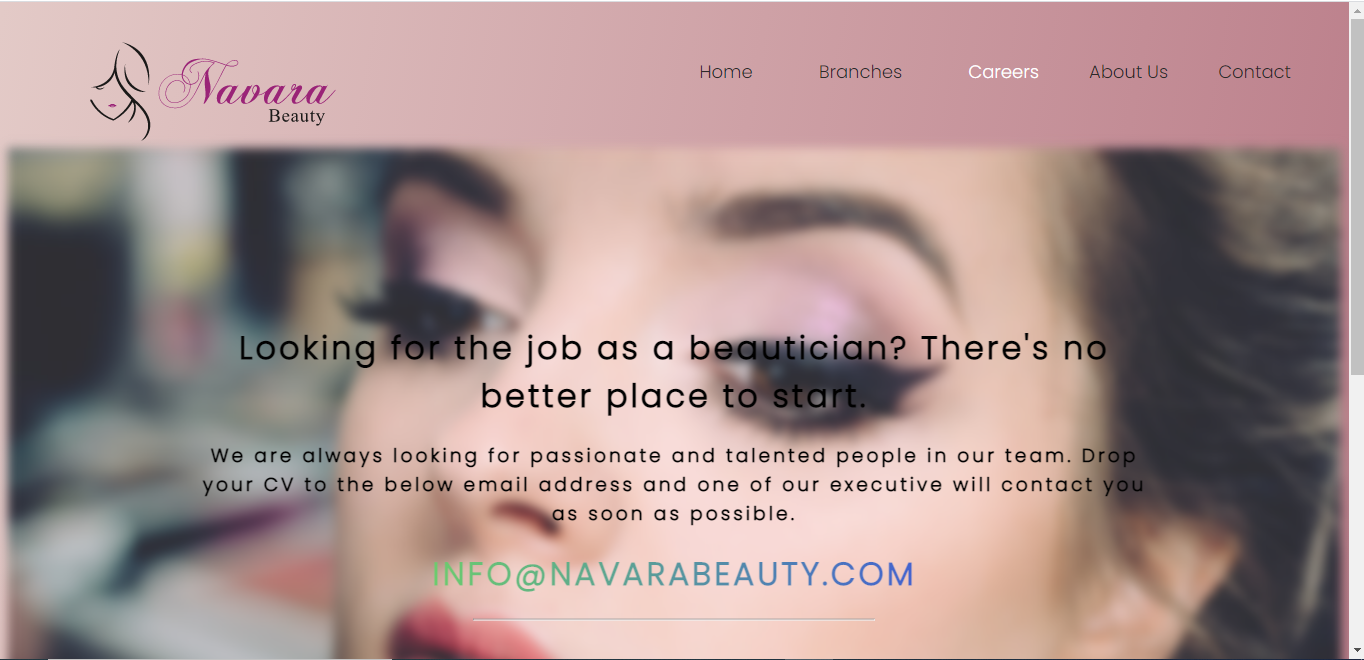 Navara
Beauty
Home Branches Careers About Us Contact
Looking for the job as a beautician? There's no
better place to start.
We are always looking for passionate and talented people in our team. Drop
your CV to the below email address and one of our executive will contact you
as soon as possible.
INFO@NAVARABEAUTY.COM